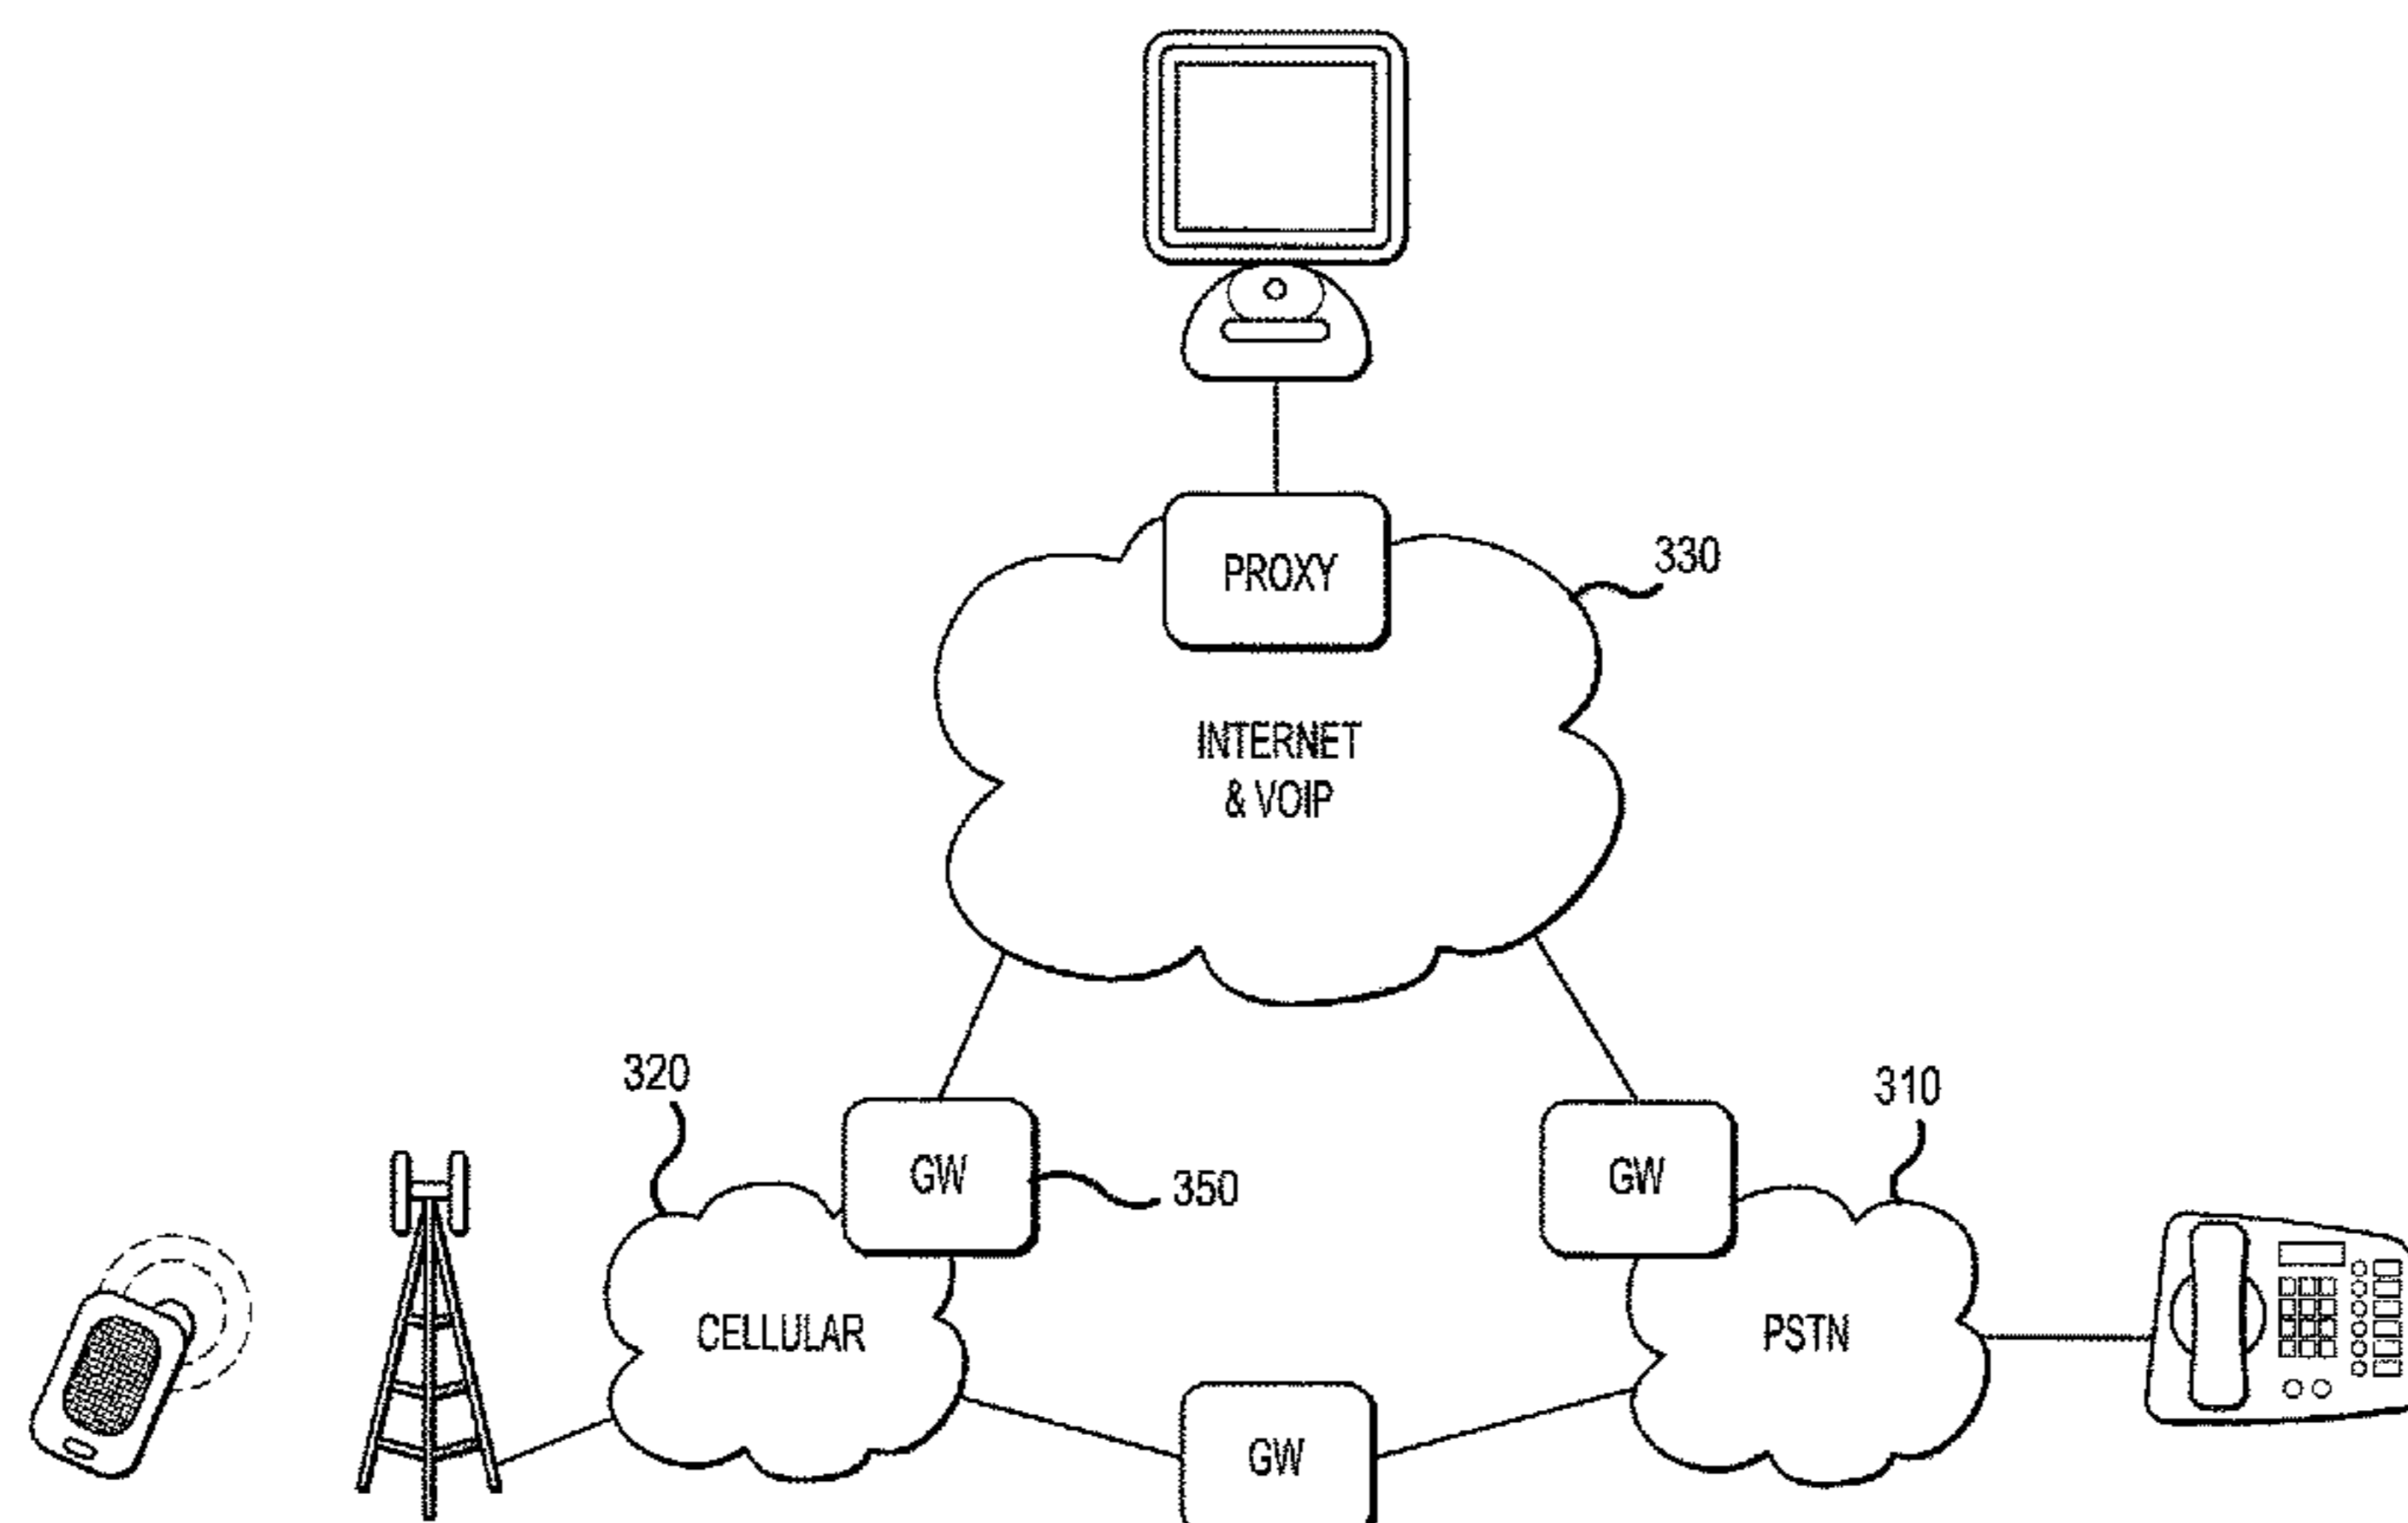 PROXY
330
INTERNET
& VOIP
320
310
GW
350
GW
CELLULAR
PSTN
GW